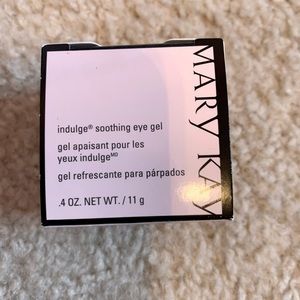 indulge® soothing eye gel
gel apaisant pour les
yeux indulgeMD
gel refrescante para párpados
.4 OZ. NET WT. / 11 g
MARY KAY